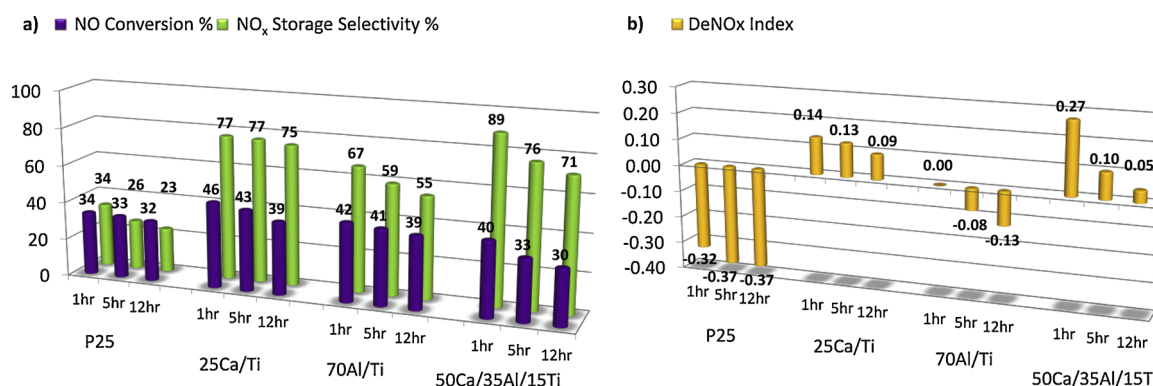 a) NO Conversion % NOx Storage Selectivity %
100
80
60
40
20
0
34 34 33 26 32 23
46 77 43 77 39 75
42 67 41 59 39 55
40 89 33 76 30 71
1hr 5hr 12hr
1hr 5hr 12hr
1hr 5hr 12hr
1hr 5hr 12hr
P25
25Ca/Ti
70Al/Ti
50Ca/35Al/15Ti
b) DeNOx Index
0.30
0.20
0.10
0.00
-0.10
-0.20
-0.30
-0.40
-0.32 -0.37 -0.37
0.14 0.13 0.09
0.00 -0.08 -0.13
0.27 0.10 0.05
1hr 5hr 12hr
1hr 5hr 12hr
1hr 5hr 12hr
1hr 5hr 12hr
P25
25Ca/Ti
70Al/Ti
50Ca/35Al/15T